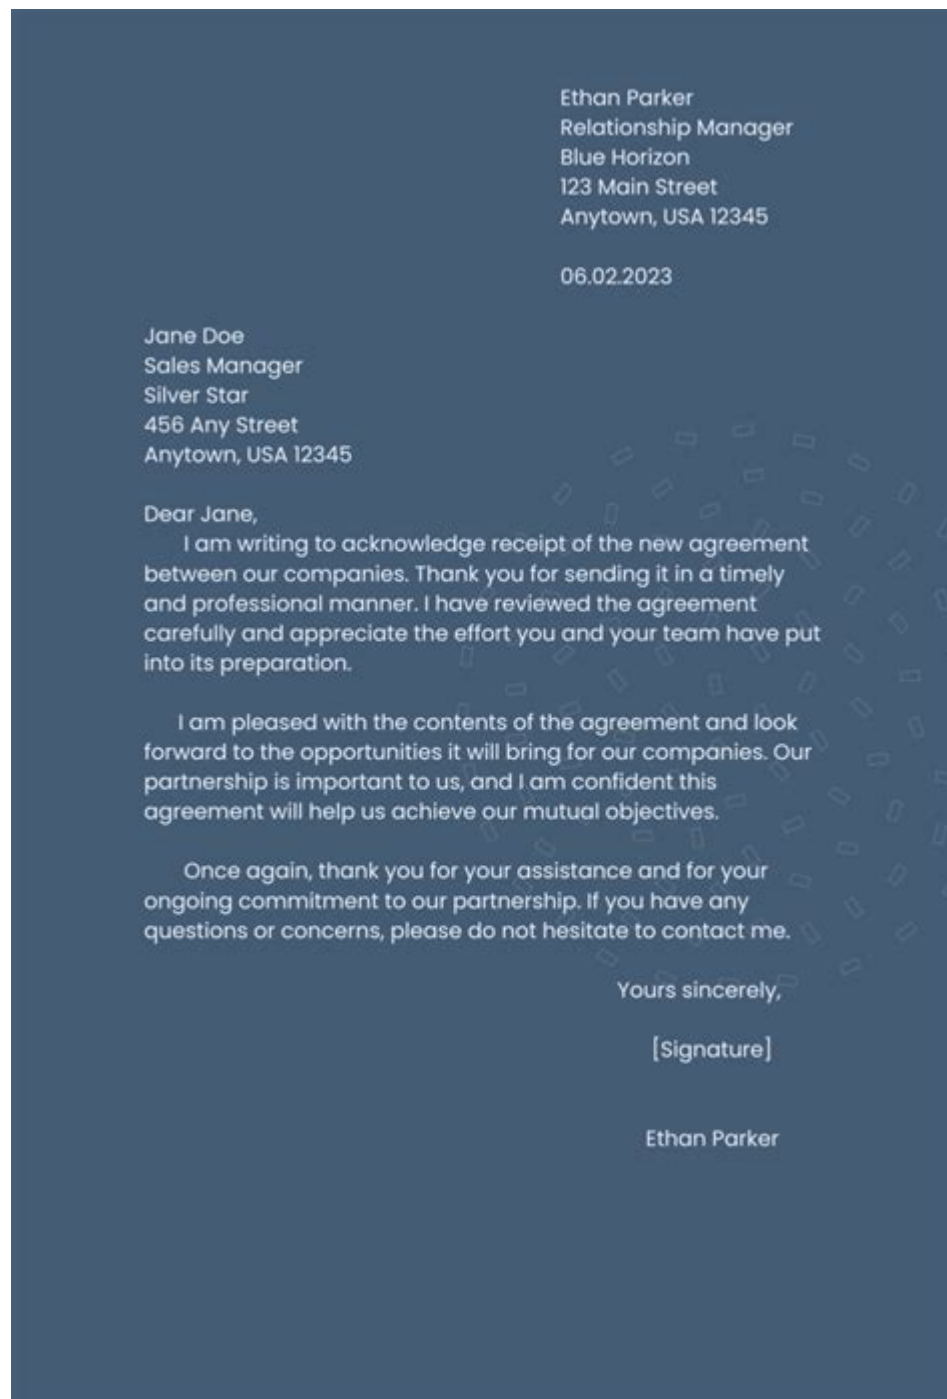 Ethan Parker
Relationship Manager
Blue Horizon
123 Main Street
Anytown, USA 12345
06.02.2023
Jane Doe
Sales Manager
Silver Star
456 Any Street
Anytown, USA 12345
Dear Jane,
I am writing to acknowledge receipt of the new agreement
between our companies. Thank you for sending it in a timely
and professional manner. I have reviewed the agreement
carefully and appreciate the effort you and your team have put
into its preparation.
I am pleased with the contents of the agreement and look
forward to the opportunities it will bring for our companies. Our
partnership is important to us, and I am confident this
agreement will help us achieve our mutual objectives.
Once again, thank you for your assistance and for your
ongoing commitment to our partnership. If you have any
questions or concerns, please do not hesitate to contact me.
Yours sincerely,
[Signature]
Ethan Parker